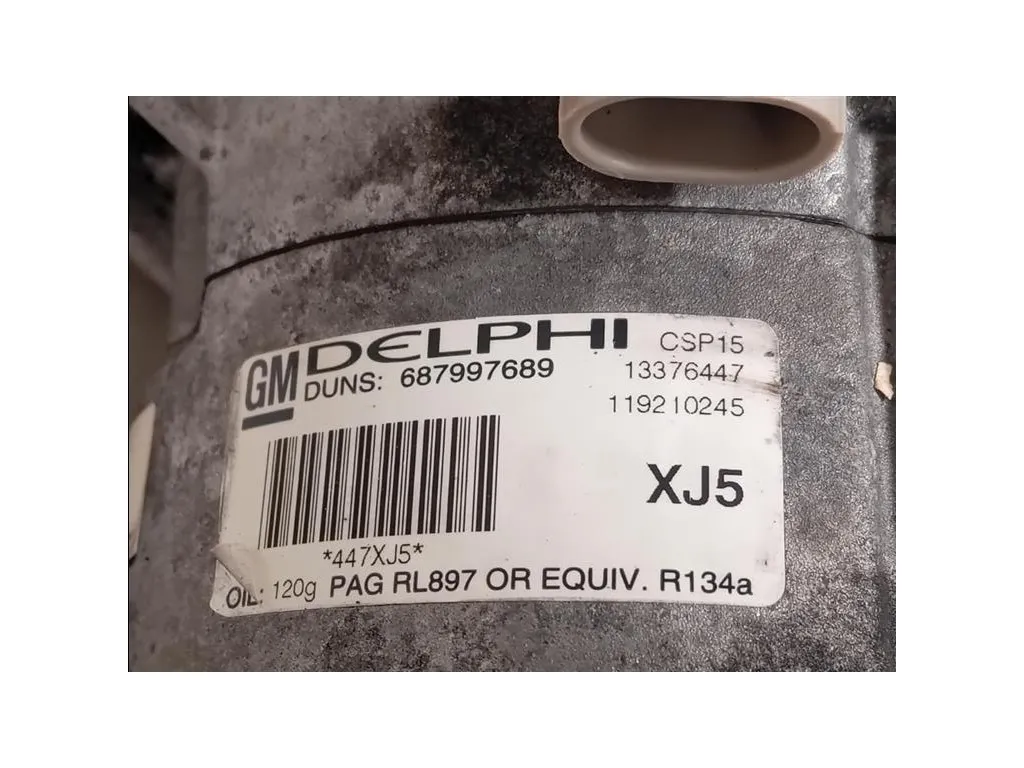 GM DELPHI CSP15
DUNS: 687997689 13376447
119210245
XJ5
*447XJ5*
OIL: 120g PAG RL897 OR EQUIV. R134a